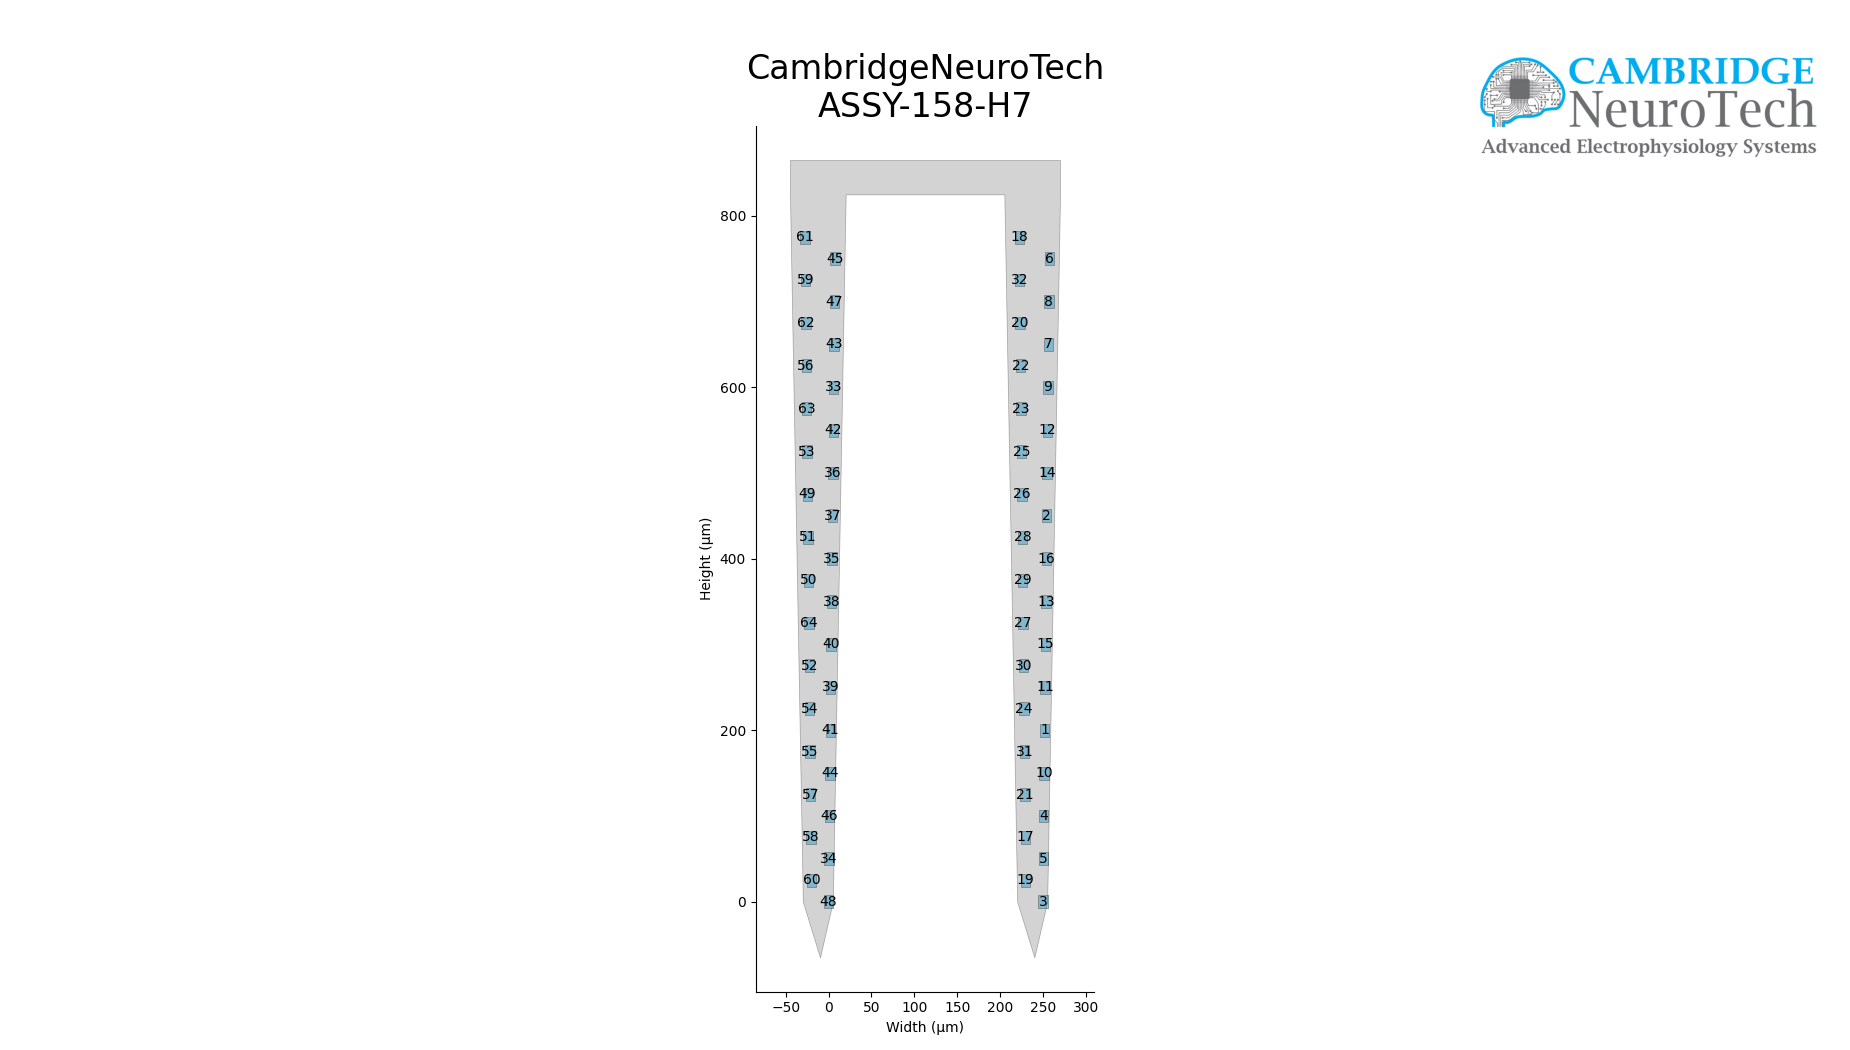 CambridgeNeuroTech
ASSY-158-H7
CAMBRIDGE
NeuroTech
Advanced Electrophysiology Systems
800
61 18
45 6
59 32
47 8
62 20
43 7
56 22
600 33 9
63 23
42 12
53 25
36 14
49 26
37 2
51 28
400 35 16
50 29
38 13
64 27
40 15
52 30
39 11
54 24
200 41 1
55 31
44 10
57 21
46 4
58 17
34 5
60 19
0 48 3
Height (μm)
−50 0 50 100 150 200 250 300
Width (μm)